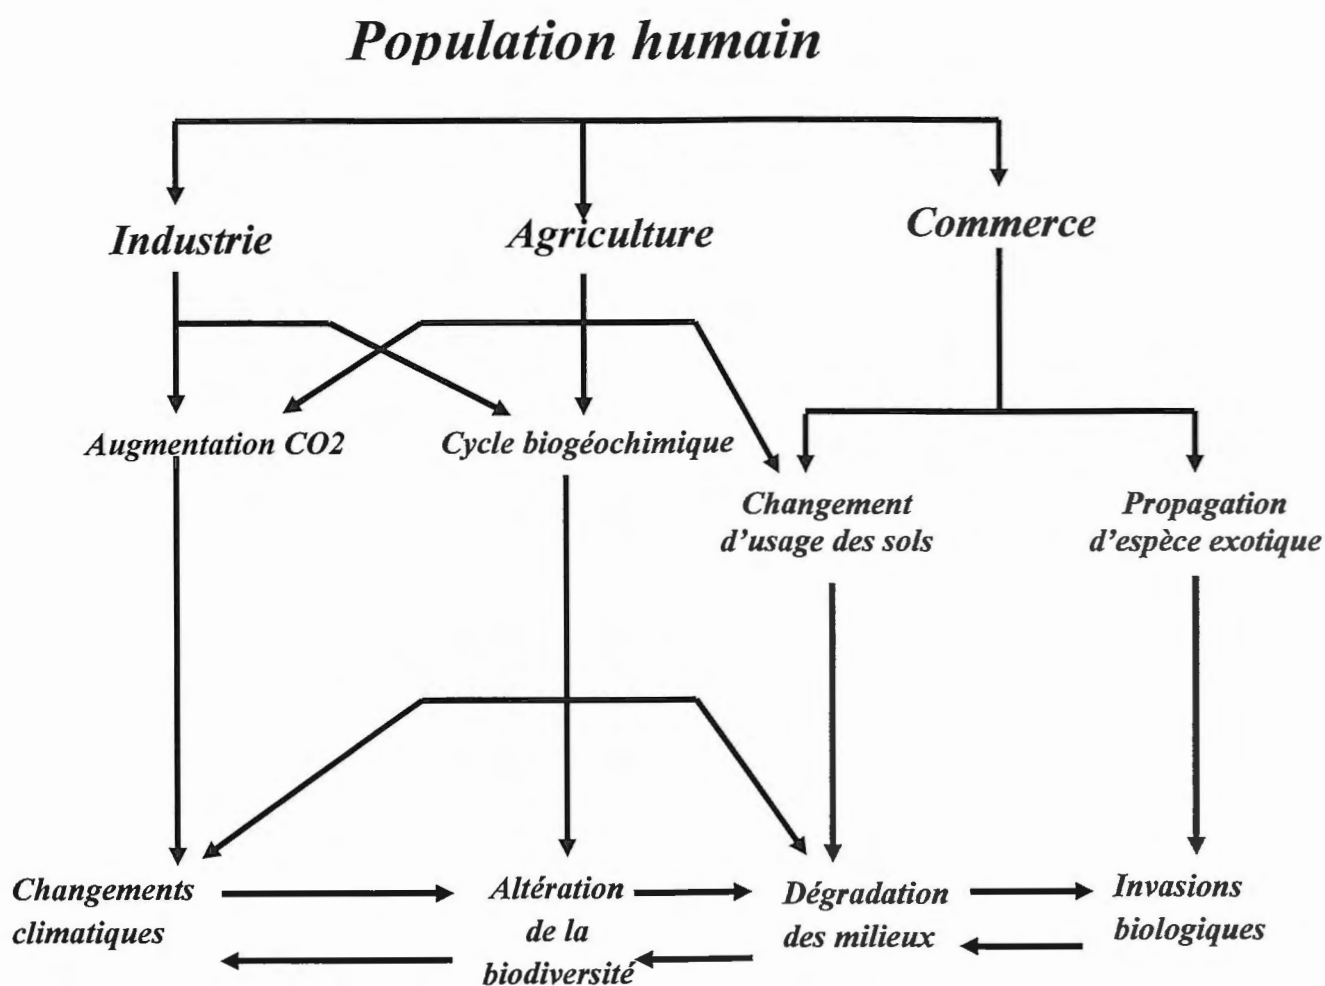 Population humain
Industrie
Agriculture
Commerce
Augmentation CO2
Cycle biogéochimique
Changement
d'usage des sols
Propagation
d'espèce exotique
Changements
climatiques
Altération
de la
biodiversité
Dégradation
des milieux
Invasions
biologiques